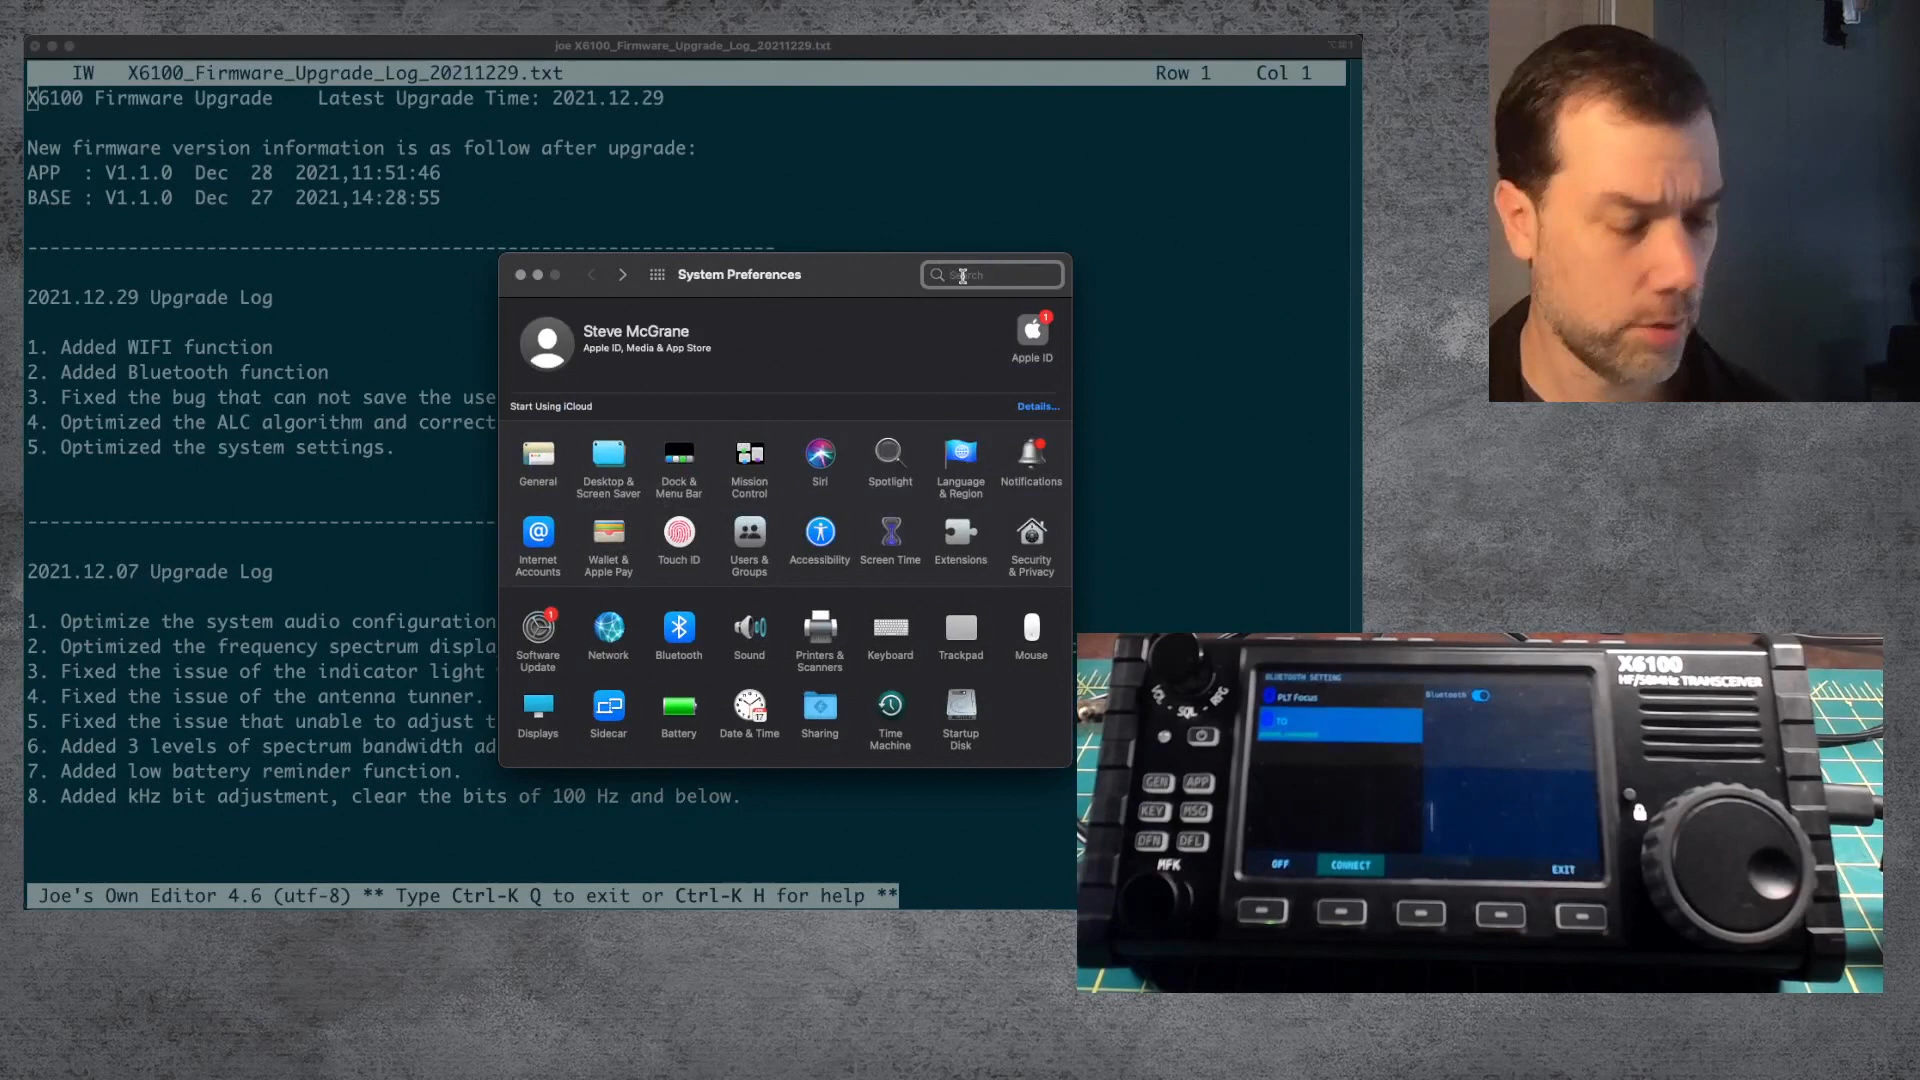 joe X6100_Firmware_Upgrade_Log_20211229.txt
⌥⌘1
IW X6100_Firmware_Upgrade_Log_20211229.txt Row 1 Col 1
X6100 Firmware Upgrade Latest Upgrade Time: 2021.12.29
New firmware version information is as follow after upgrade:
APP : V1.1.0 Dec 28 2021,11:51:46
BASE : V1.1.0 Dec 27 2021,14:28:55
---------------------------------------------------------------
2021.12.29 Upgrade Log
1. Added WIFI function
2. Added Bluetooth function
3. Fixed the bug that can not save the use
4. Optimized the ALC algorithm and correct
5. Optimized the system settings.
2021.12.07 Upgrade Log
1. Optimize the system audio configuration
2. Optimized the frequency spectrum displa
3. Fixed the issue of the indicator light
4. Fixed the issue of the antenna tunner.
5. Fixed the issue that unable to adjust t
6. Added 3 levels of spectrum bandwidth ad
7. Added low battery reminder function.
8. Added kHz bit adjustment, clear the bits of 100 Hz and below.
Joe's Own Editor 4.6 (utf-8) ** Type Ctrl-K Q to exit or Ctrl-K H for help **
System Preferences
Search
Steve McGrane
Apple ID, Media & App Store
1
Apple ID
Start Using iCloud
Details...
General
Desktop & Screen Saver
Dock & Menu Bar
Mission Control
Siri
Spotlight
Language & Region
Notifications
Internet Accounts
Wallet & Apple Pay
Touch ID
Users & Groups
Accessibility
Screen Time
Extensions
Security & Privacy
1
Software Update
Network
Bluetooth
Sound
Printers & Scanners
Keyboard
Trackpad
Mouse
Displays
Sidecar
Battery
17
Date & Time
Sharing
Time Machine
Startup Disk
X6100
HF/50MHz TRANSCEIVER
BLUETOOTH SETTING
PLT Focus
Bluetooth
TO
OFF
CONNECT
EXIT
VOL
SQL
RFG
GEN
APP
KEY
MSG
DFN
DFL
MFK